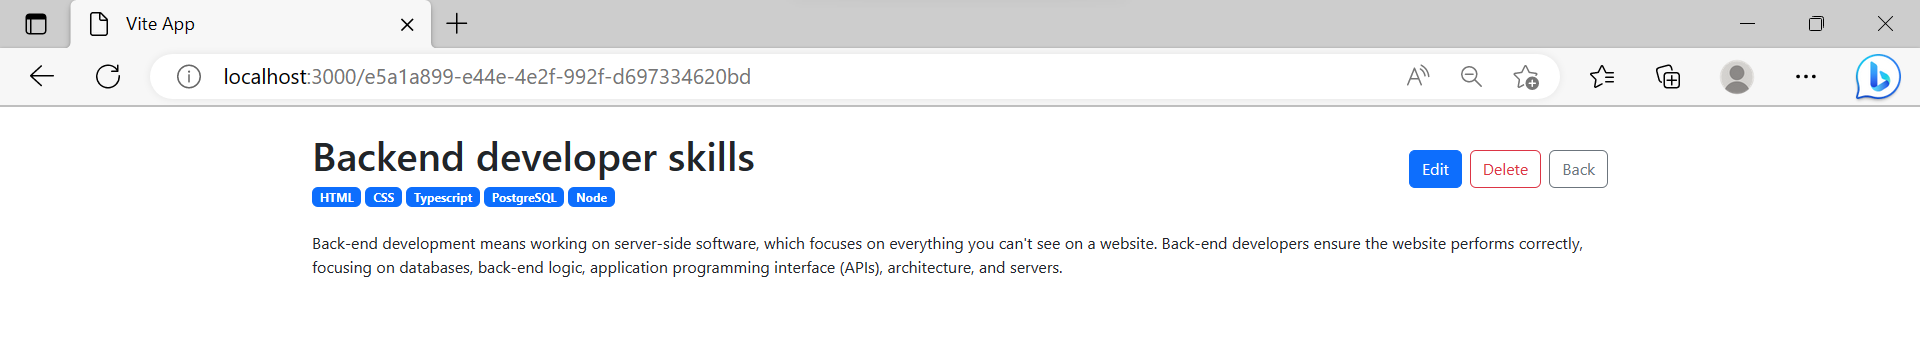 Vite App
localhost:3000/e5a1a899-e44e-4e2f-992f-d697334620bd
Backend developer skills
Edit Delete Back
HTML CSS Typescript PostgreSQL Node
Back-end development means working on server-side software, which focuses on everything you can't see on a website. Back-end developers ensure the website performs correctly,
focusing on databases, back-end logic, application programming interface (APIs), architecture, and servers.